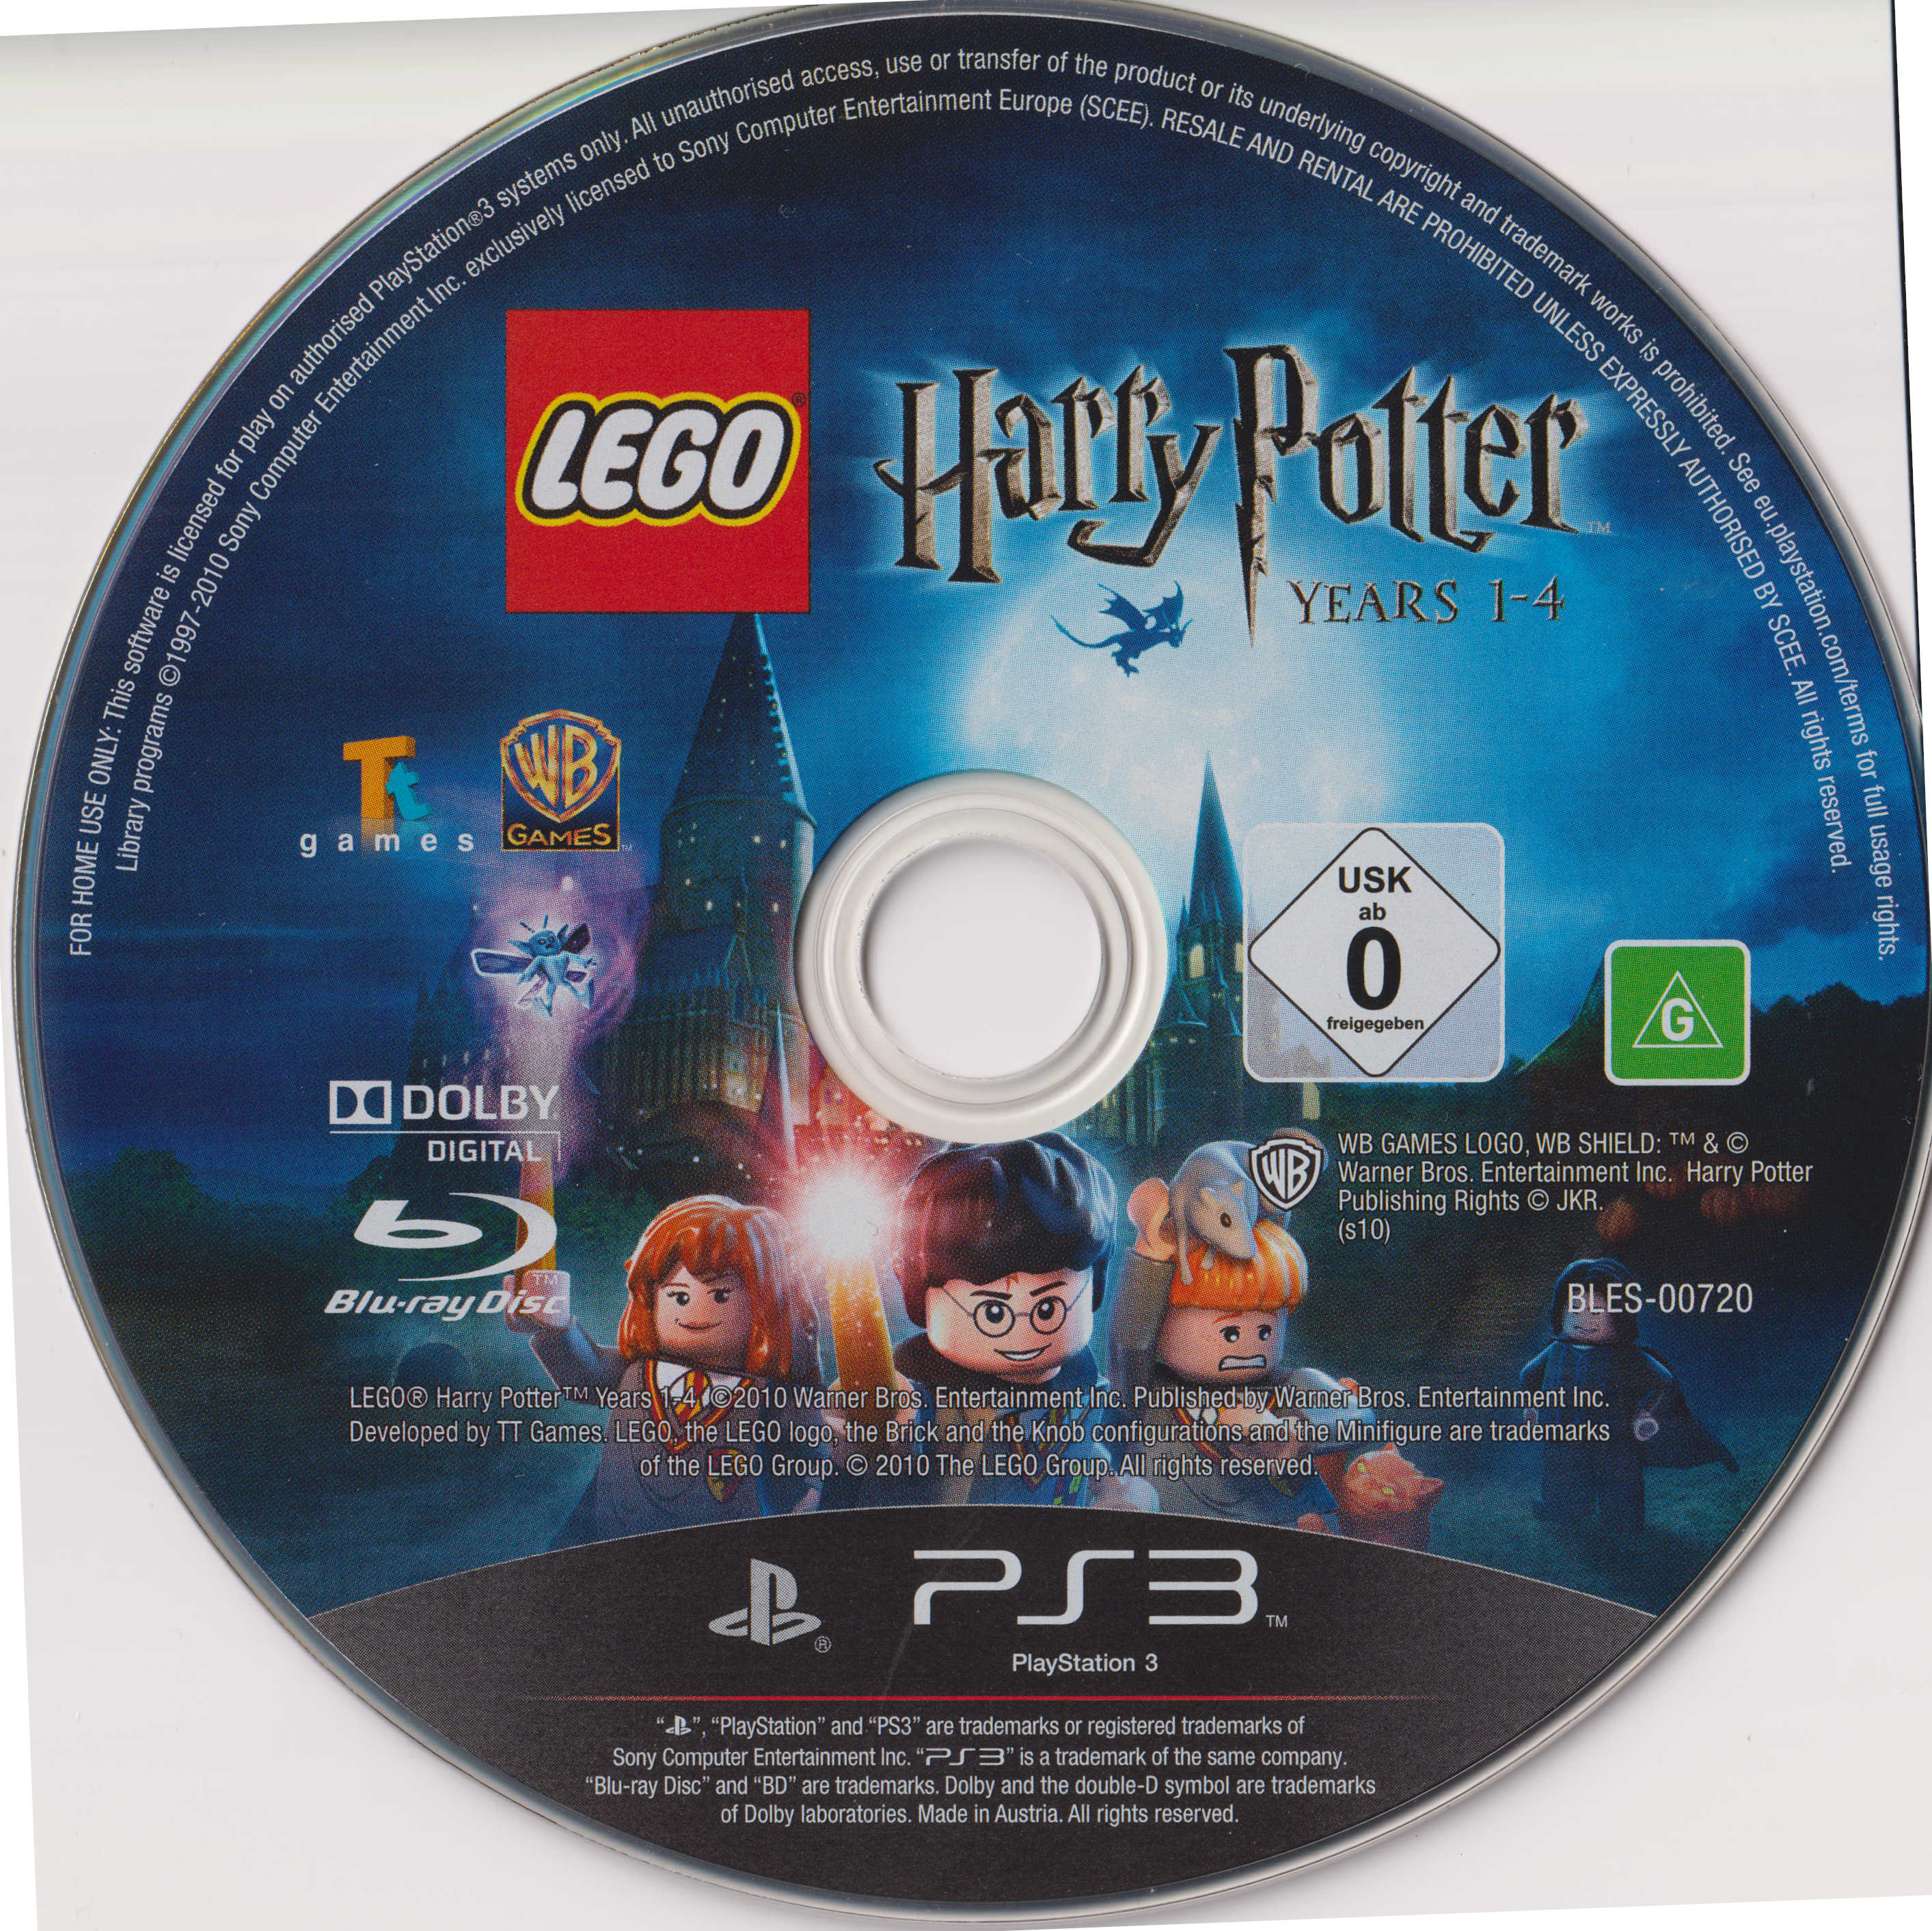 FOR HOME USE ONLY: This software is licensed for play on authorised PlayStation®3 systems only. All unauthorised access, use or transfer of the product or its underlying copyright and trademark works is prohibited. See eu.playstation.com/terms for full usage rights.
Library programs ©1997-2010 Sony Computer Entertainment Inc. exclusively licensed to Sony Computer Entertainment Europe (SCEE). RESALE AND RENTAL ARE PROHIBITED UNLESS EXPRESSLY AUTHORISED BY SCEE. All rights reserved.
LEGO®
Harry Potter™
YEARS 1-4
Tt
games
WB
GAMES™
USK
ab
0
freigegeben
G
DOLBY
DIGITAL
Blu-ray Disc™
WB
WB GAMES LOGO, WB SHIELD: ™ & ©
Warner Bros. Entertainment Inc. Harry Potter
Publishing Rights © JKR.
(s10)
BLES-00720
LEGO® Harry Potter™ Years 1-4 ©2010 Warner Bros. Entertainment Inc. Published by Warner Bros. Entertainment Inc.
Developed by TT Games. LEGO, the LEGO logo, the Brick and the Knob configurations and the Minifigure are trademarks
of the LEGO Group. © 2010 The LEGO Group. All rights reserved.
®
PS3™
PlayStation 3
“ ”, “PlayStation” and “PS3” are trademarks or registered trademarks of
Sony Computer Entertainment Inc. “PS3” is a trademark of the same company.
“Blu-ray Disc” and “BD” are trademarks. Dolby and the double-D symbol are trademarks
of Dolby laboratories. Made in Austria. All rights reserved.